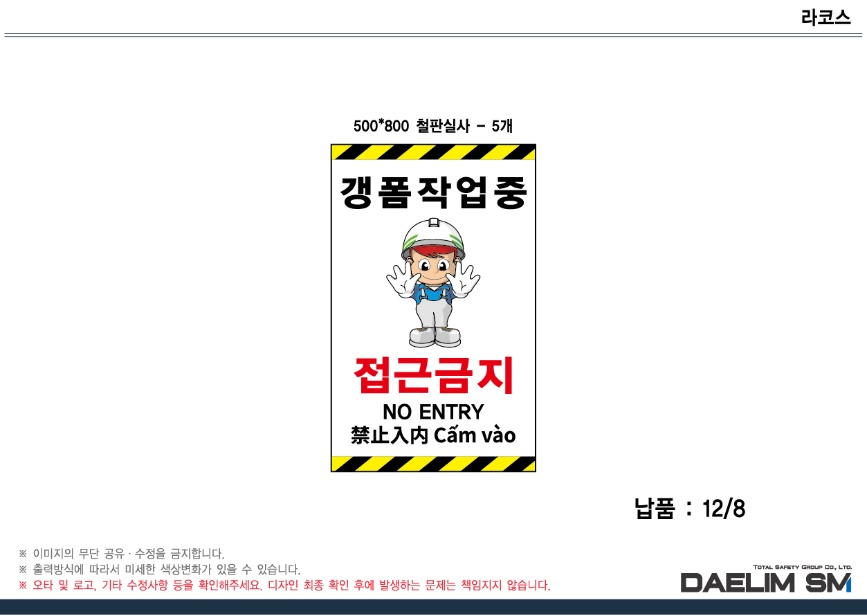 라코스
500*800 철판실사 - 5개
갱폼작업중
접근금지
NO ENTRY
禁止入内 Cấm vào
납품 : 12/8
※ 이미지의 무단 공유 · 수정을 금지합니다.
※ 출력방식에 따라서 미세한 색상변화가 있을 수 있습니다.
※ 오타 및 로고, 기타 수정사항 등을 확인해주세요. 디자인 최종 확인 후에 발생하는 문제는 책임지지 않습니다.
TOTAL SAFETY GROUP CO., LTD.
DAELIM SM